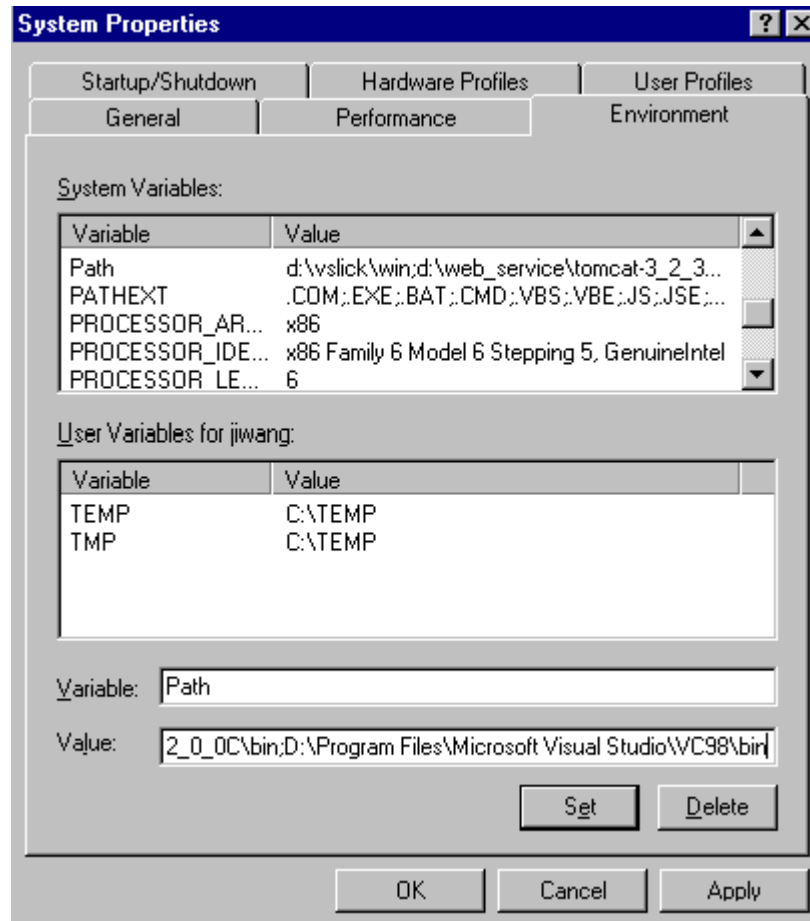 System Properties
Startup/Shutdown Hardware Profiles User Profiles
General Performance Environment
System Variables:
Variable Value
Path d:\vslick\win;d:\web_service\tomcat-3_2_3...
PATHEXT .COM;.EXE;.BAT;.CMD;.VBS;.VBE;.JS;.JSE;...
PROCESSOR_AR... x86
PROCESSOR_IDE... x86 Family 6 Model 6 Stepping 5, GenuineIntel
PROCESSOR_LE... 6
User Variables for jiwang:
Variable Value
TEMP C:\TEMP
TMP C:\TEMP
Variable: Path
Value: 2_0_0C\bin;D:\Program Files\Microsoft Visual Studio\VC98\bin
Set Delete
OK Cancel Apply